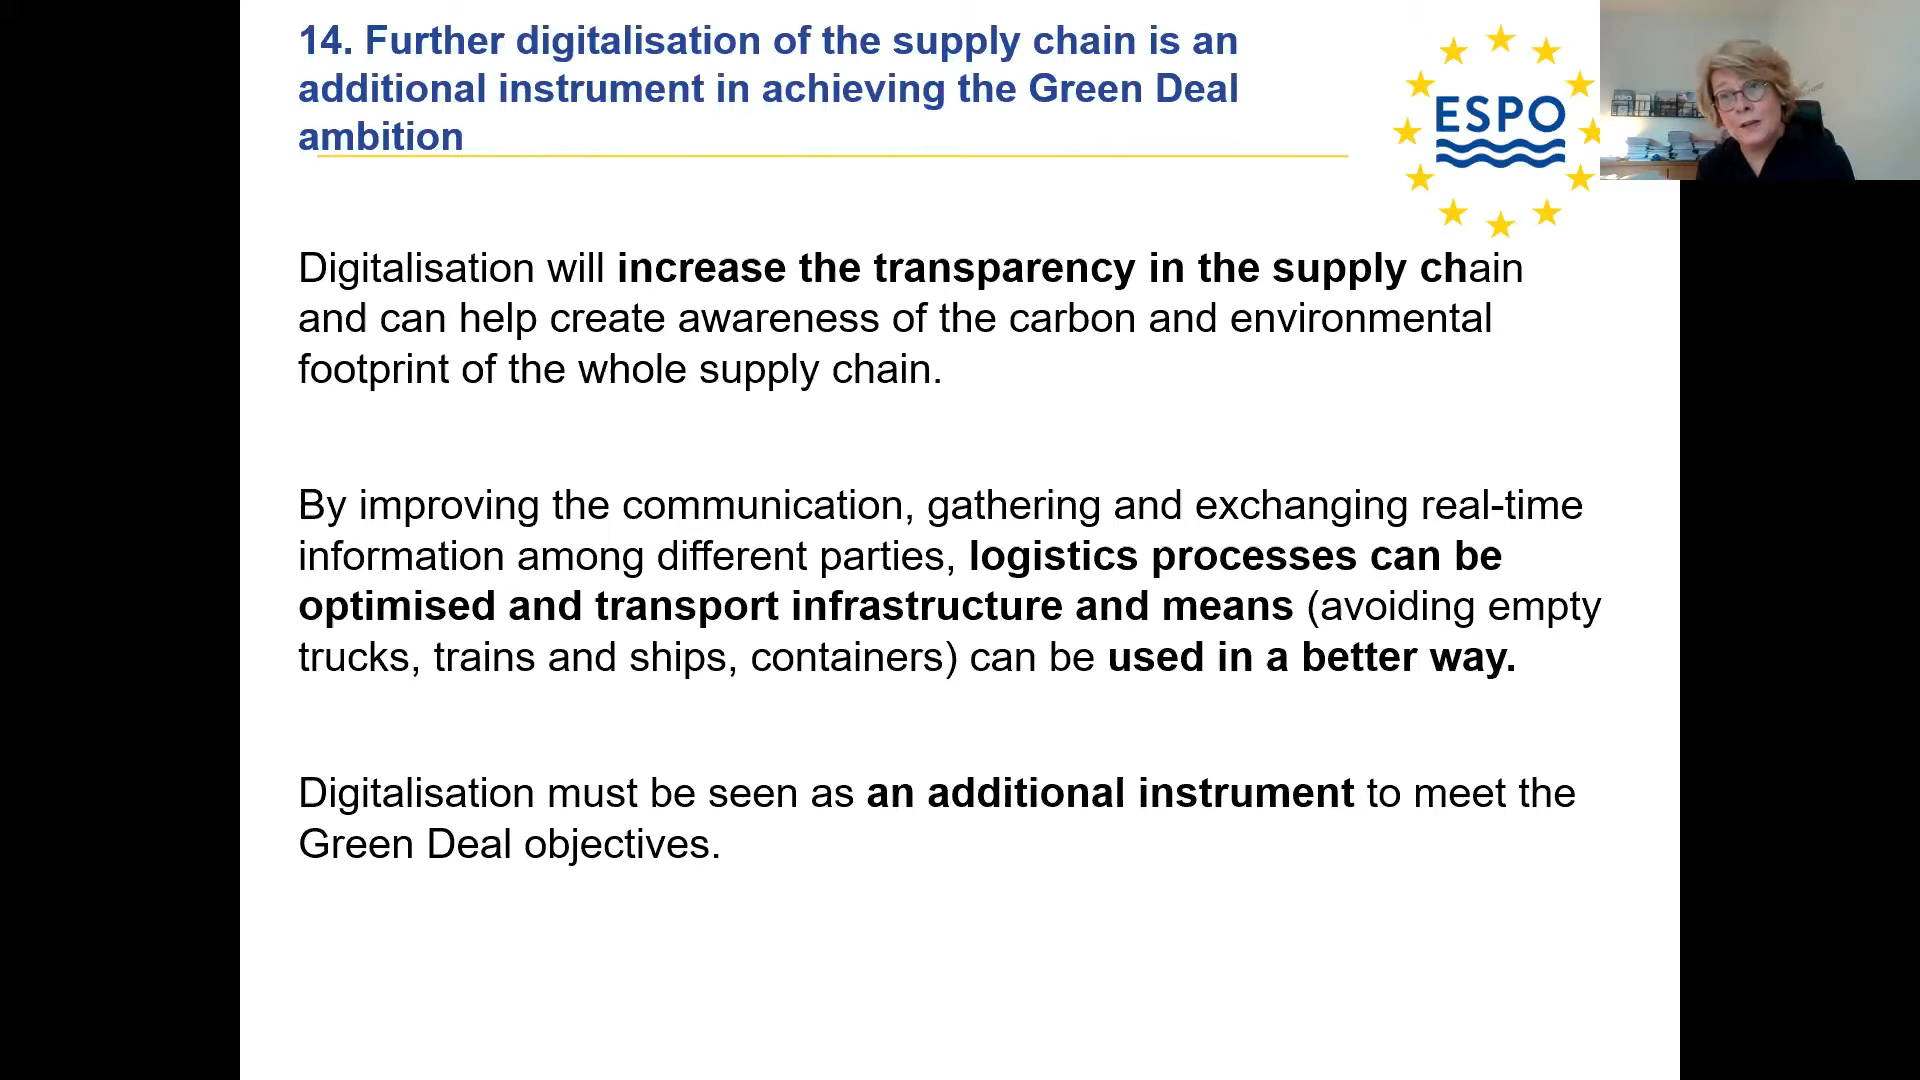 14. Further digitalisation of the supply chain is an
additional instrument in achieving the Green Deal
ambition
ESPO
Digitalisation will increase the transparency in the supply chain
and can help create awareness of the carbon and environmental
footprint of the whole supply chain.
By improving the communication, gathering and exchanging real-time
information among different parties, logistics processes can be
optimised and transport infrastructure and means (avoiding empty
trucks, trains and ships, containers) can be used in a better way.
Digitalisation must be seen as an additional instrument to meet the
Green Deal objectives.